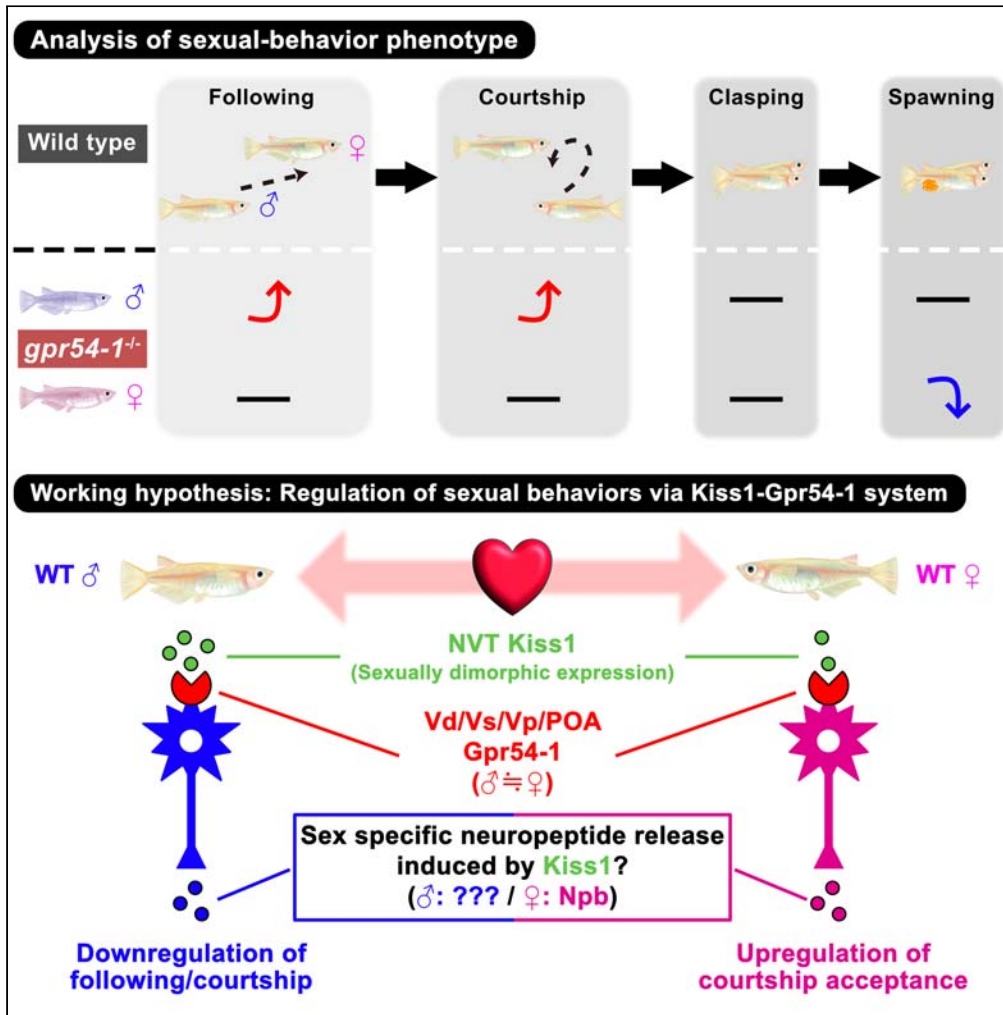 Analysis of sexual-behavior phenotype
Following
Courtship
Clasping
Spawning
Wild type
♀
♂
♂
gpr54-1-/-
♀
Working hypothesis: Regulation of sexual behaviors via Kiss1-Gpr54-1 system
WT ♂
WT ♀
NVT Kiss1
(Sexually dimorphic expression)
Vd/Vs/Vp/POA
Gpr54-1
(♂≒♀)
Sex specific neuropeptide release
induced by Kiss1?
(♂: ??? / ♀: Npb)
Downregulation of
following/courtship
Upregulation of
courtship acceptance